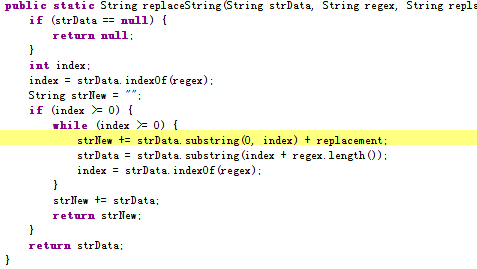 public static String replaceString(String strData, String regex, String repl
if (strData == null) {
return null;
}
int index;
index = strData.indexOf(regex);
String strNew = "";
if (index >= 0) {
while (index >= 0) {
strNew += strData.substring(0, index) + replacement;
strData = strData.substring(index + regex.length());
index = strData.indexOf(regex);
}
strNew += strData;
return strNew;
}
return strData;
}